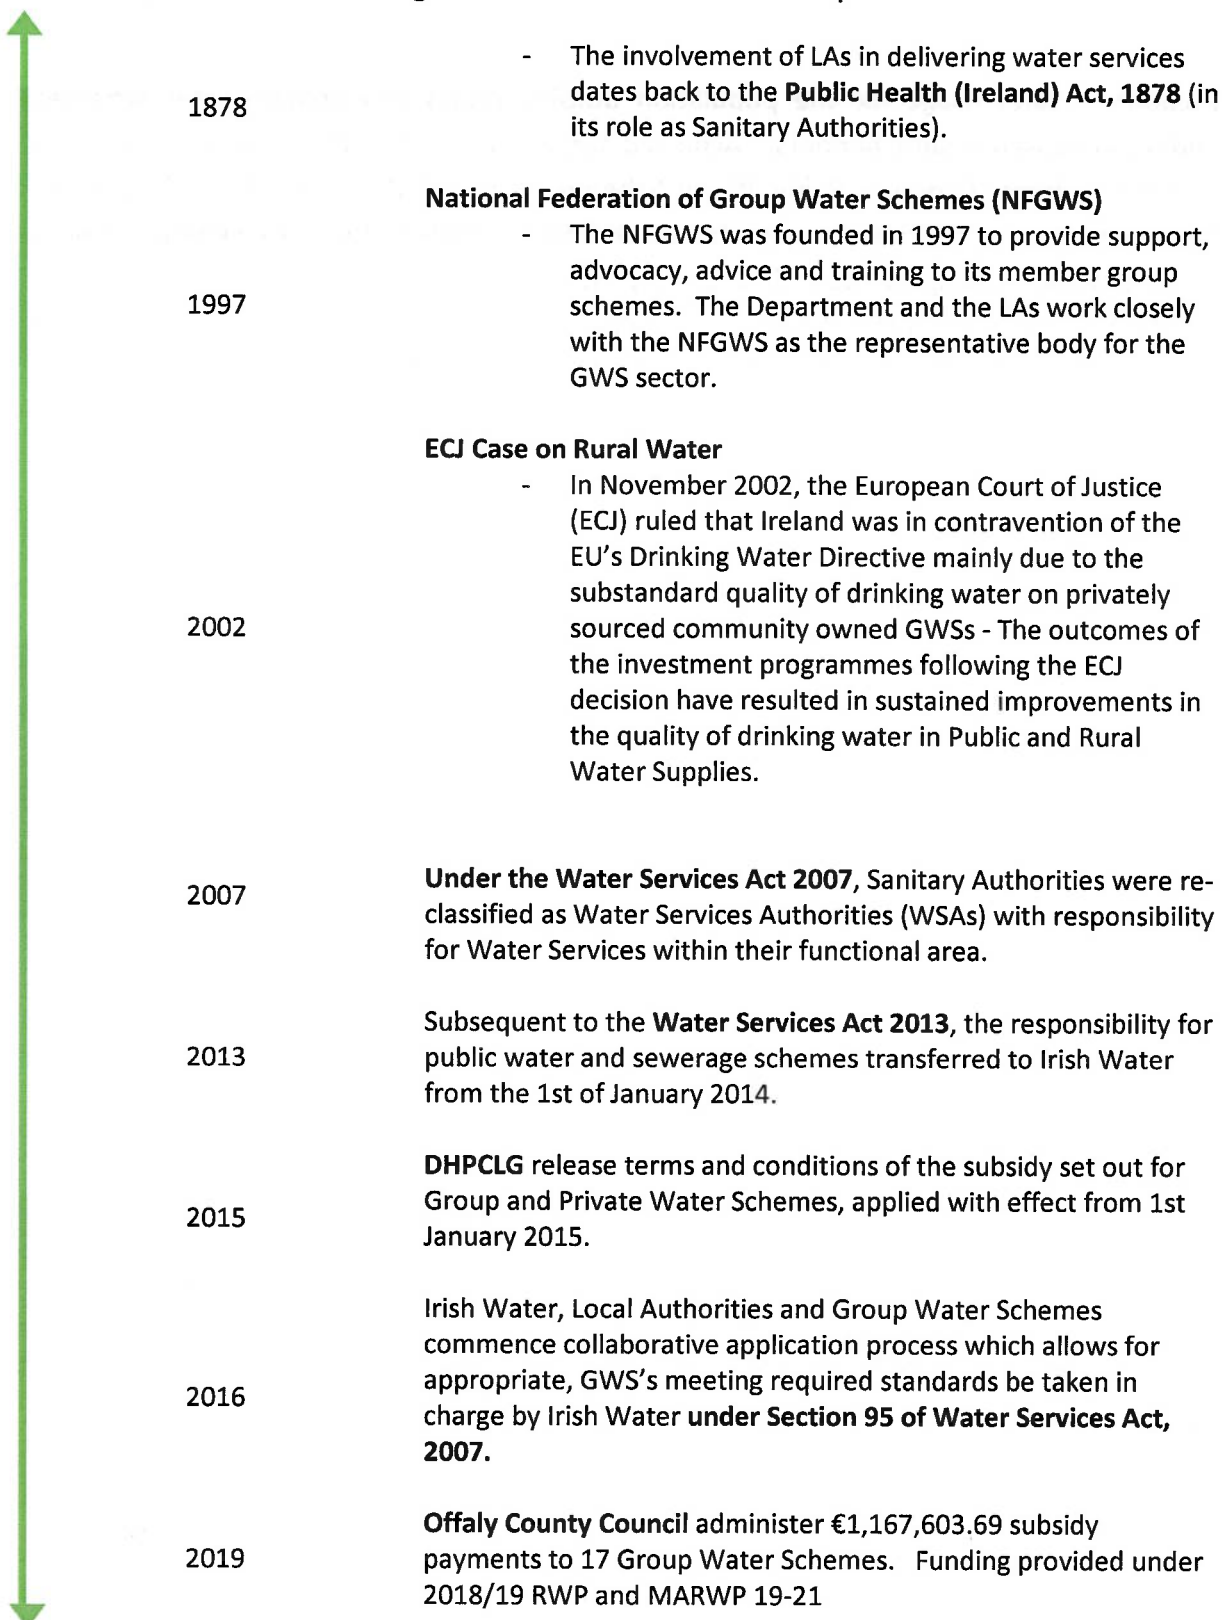 - The involvement of LAs in delivering water services
1878
dates back to the Public Health (Ireland) Act, 1878 (in
its role as Sanitary Authorities).
National Federation of Group Water Schemes (NFGWS)
- The NFGWS was founded in 1997 to provide support,
advocacy, advice and training to its member group
1997
schemes. The Department and the LAs work closely
with the NFGWS as the representative body for the
GWS sector.
ECJ Case on Rural Water
- In November 2002, the European Court of Justice
(ECJ) ruled that Ireland was in contravention of the
EU's Drinking Water Directive mainly due to the
substandard quality of drinking water on privately
2002
sourced community owned GWSs - The outcomes of
the investment programmes following the ECJ
decision have resulted in sustained improvements in
the quality of drinking water in Public and Rural
Water Supplies.
2007
Under the Water Services Act 2007, Sanitary Authorities were re-
classified as Water Services Authorities (WSAs) with responsibility
for Water Services within their functional area.
Subsequent to the Water Services Act 2013, the responsibility for
2013
public water and sewerage schemes transferred to Irish Water
from the 1st of January 2014.
DHPCLG release terms and conditions of the subsidy set out for
Group and Private Water Schemes, applied with effect from 1st
2015
January 2015.
Irish Water, Local Authorities and Group Water Schemes
commence collaborative application process which allows for
appropriate, GWS's meeting required standards be taken in
2016
charge by Irish Water under Section 95 of Water Services Act,
2007.
Offaly County Council administer €1,167,603.69 subsidy
2019
payments to 17 Group Water Schemes. Funding provided under
2018/19 RWP and MARWP 19-21